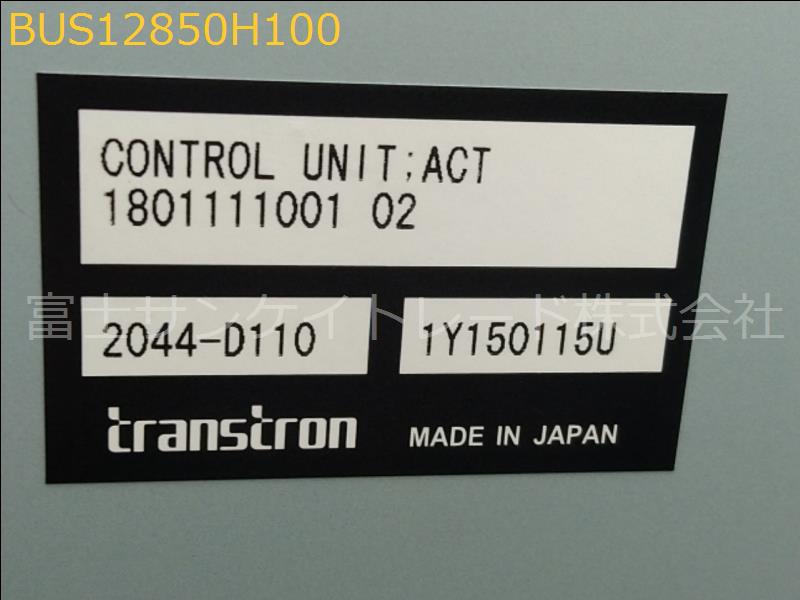 BUS12850H100
CONTROL UNIT;ACT
1801111001 02
富士サンケイトレード株式会社
2044-D110 1Y150115U
transtron MADE IN JAPAN